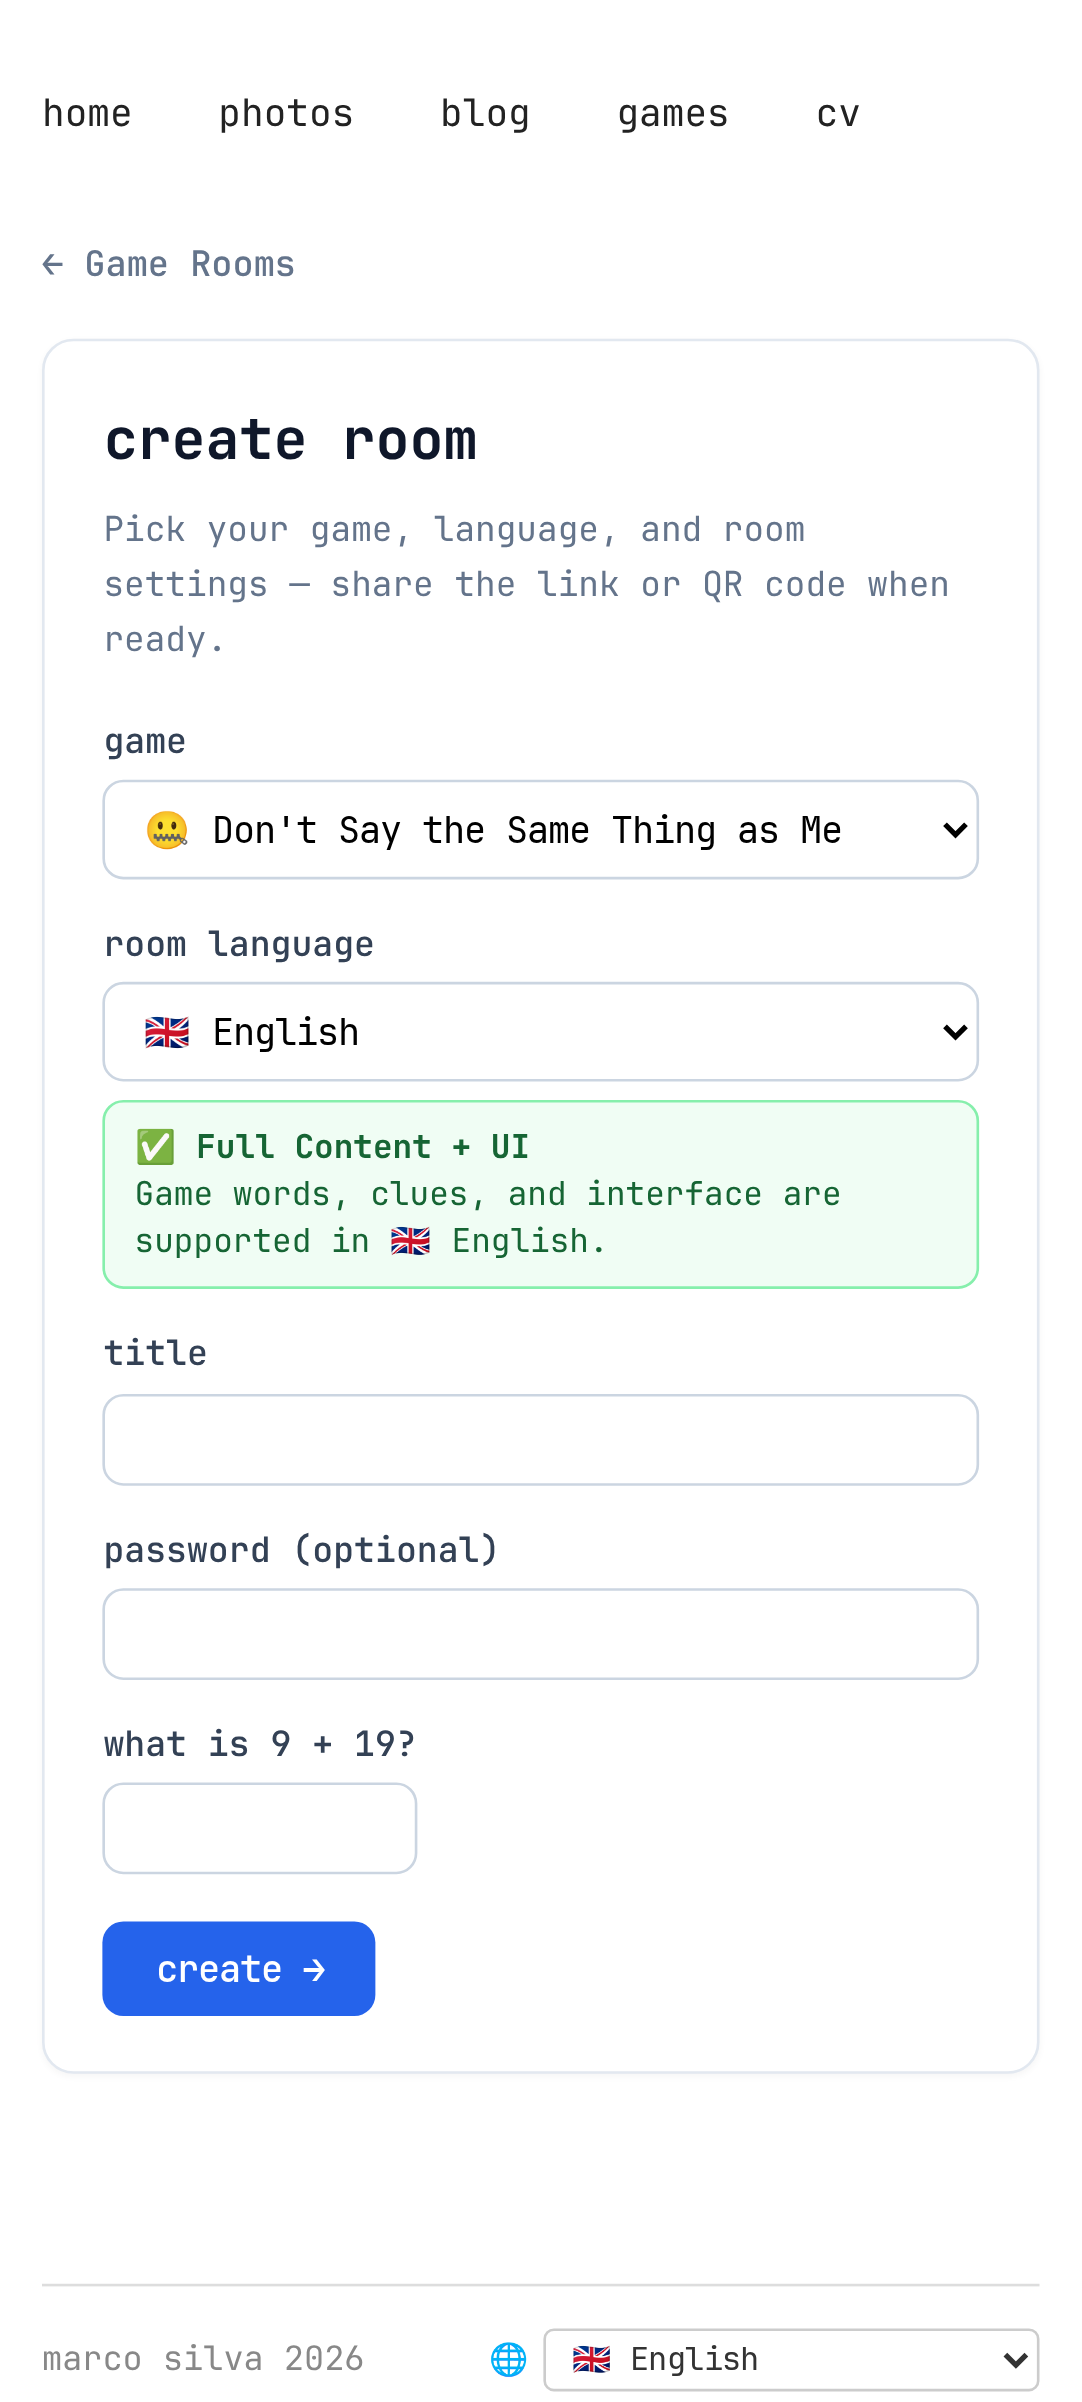 home photos blog games cv
← Game Rooms
create room
Pick your game, language, and room
settings — share the link or QR code when
ready.
game
🤐 Don't Say the Same Thing as Me
room language
🇬🇧 English
✅ Full Content + UI
Game words, clues, and interface are
supported in 🇬🇧 English.
title
password (optional)
what is 9 + 19?
create →
marco silva 2026 🌐 🇬🇧 English